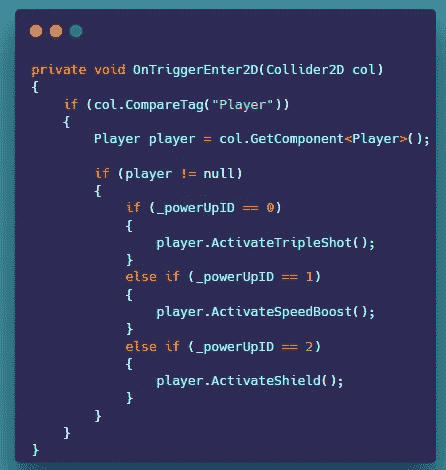 private void OnTriggerEnter2D(Collider2D col)
{
    if (col.CompareTag("Player"))
    {
        Player player = col.GetComponent<Player>();

        if (player != null)
        {
            if (_powerUpID == 0)
            {
                player.ActivateTripleShot();
            }
            else if (_powerUpID == 1)
            {
                player.ActivateSpeedBoost();
            }
            else if (_powerUpID == 2)
            {
                player.ActivateShield();
            }
        }
    }
}